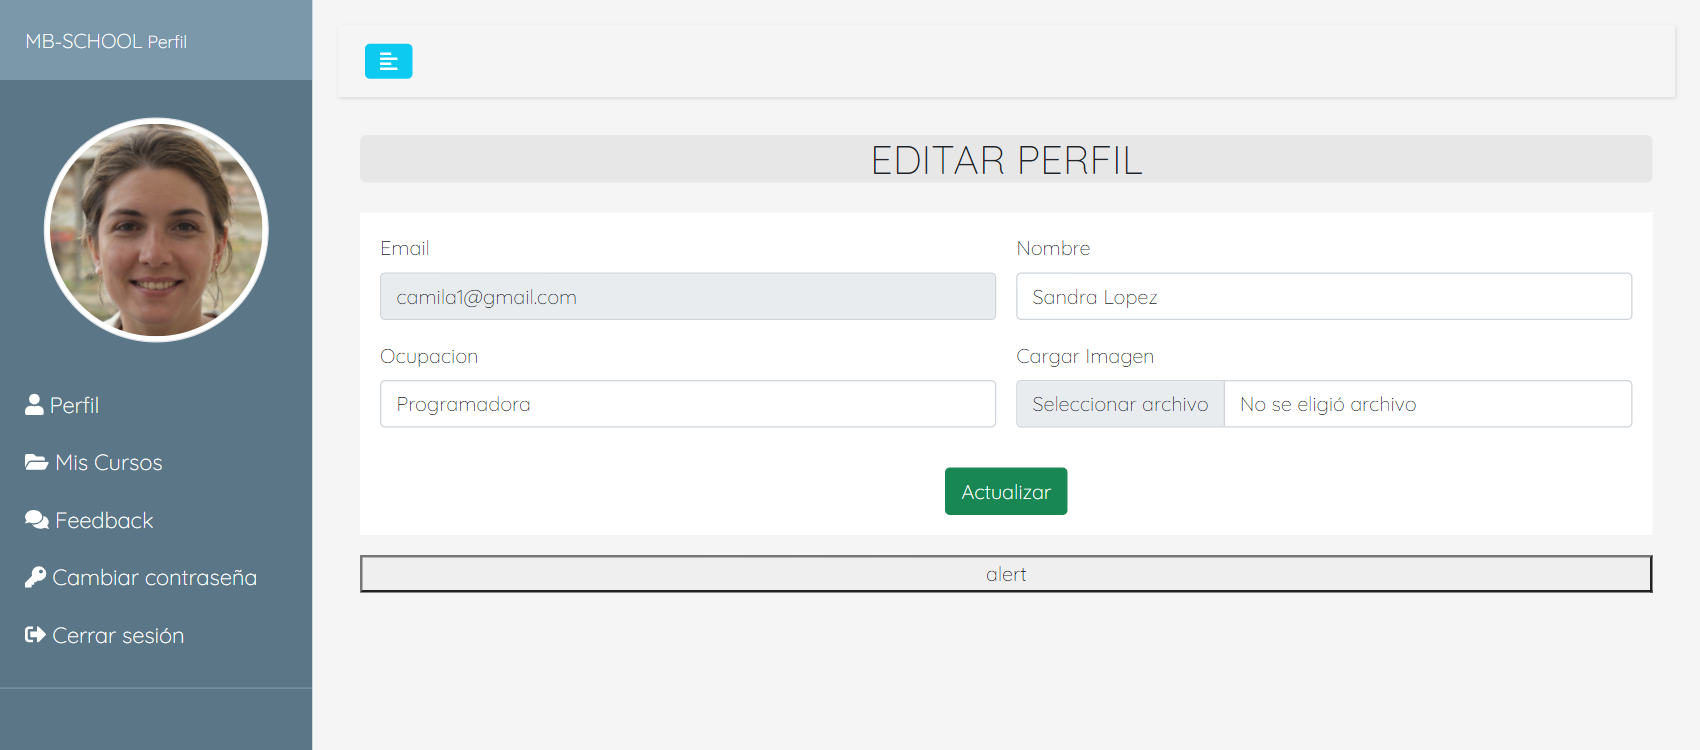 MB-SCHOOL Perfil
Perfil
Mis Cursos
Feedback
Cambiar contraseña
Cerrar sesión
EDITAR PERFIL
Email
camila1@gmail.com
Nombre
Sandra Lopez
Ocupacion
Programadora
Cargar Imagen
Seleccionar archivo No se eligió archivo
Actualizar
alert